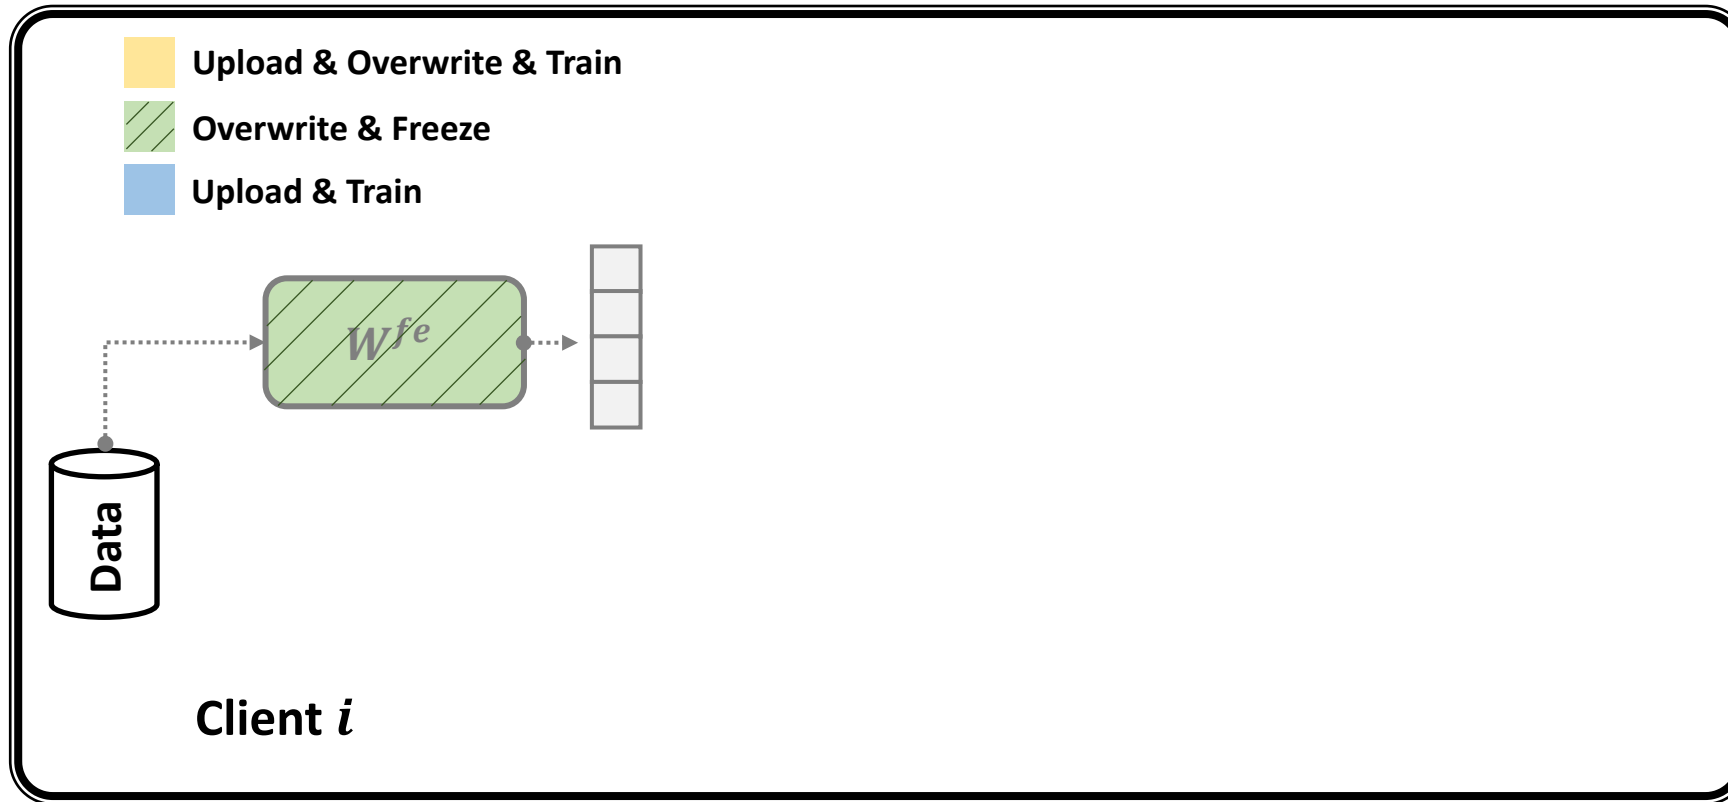 Upload & Overwrite & Train
Overwrite & Freeze
Upload & Train
W^{fe}
Data
Client i